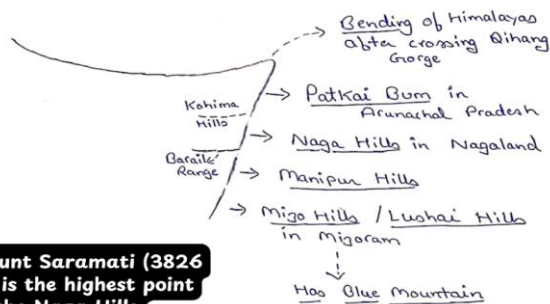 Bending of Himalayas
after crossing Dihang
Gorge
Kohima
Hills
Patkai Bum in
Arunachal Pradesh
Naga Hills in Nagaland
Baraile
Range
Manipur Hills
Mizo Hills / Lushai Hills
in Mizoram
unt Saramati (3826
is the highest point
Naga Hills
Has Blue Mountain